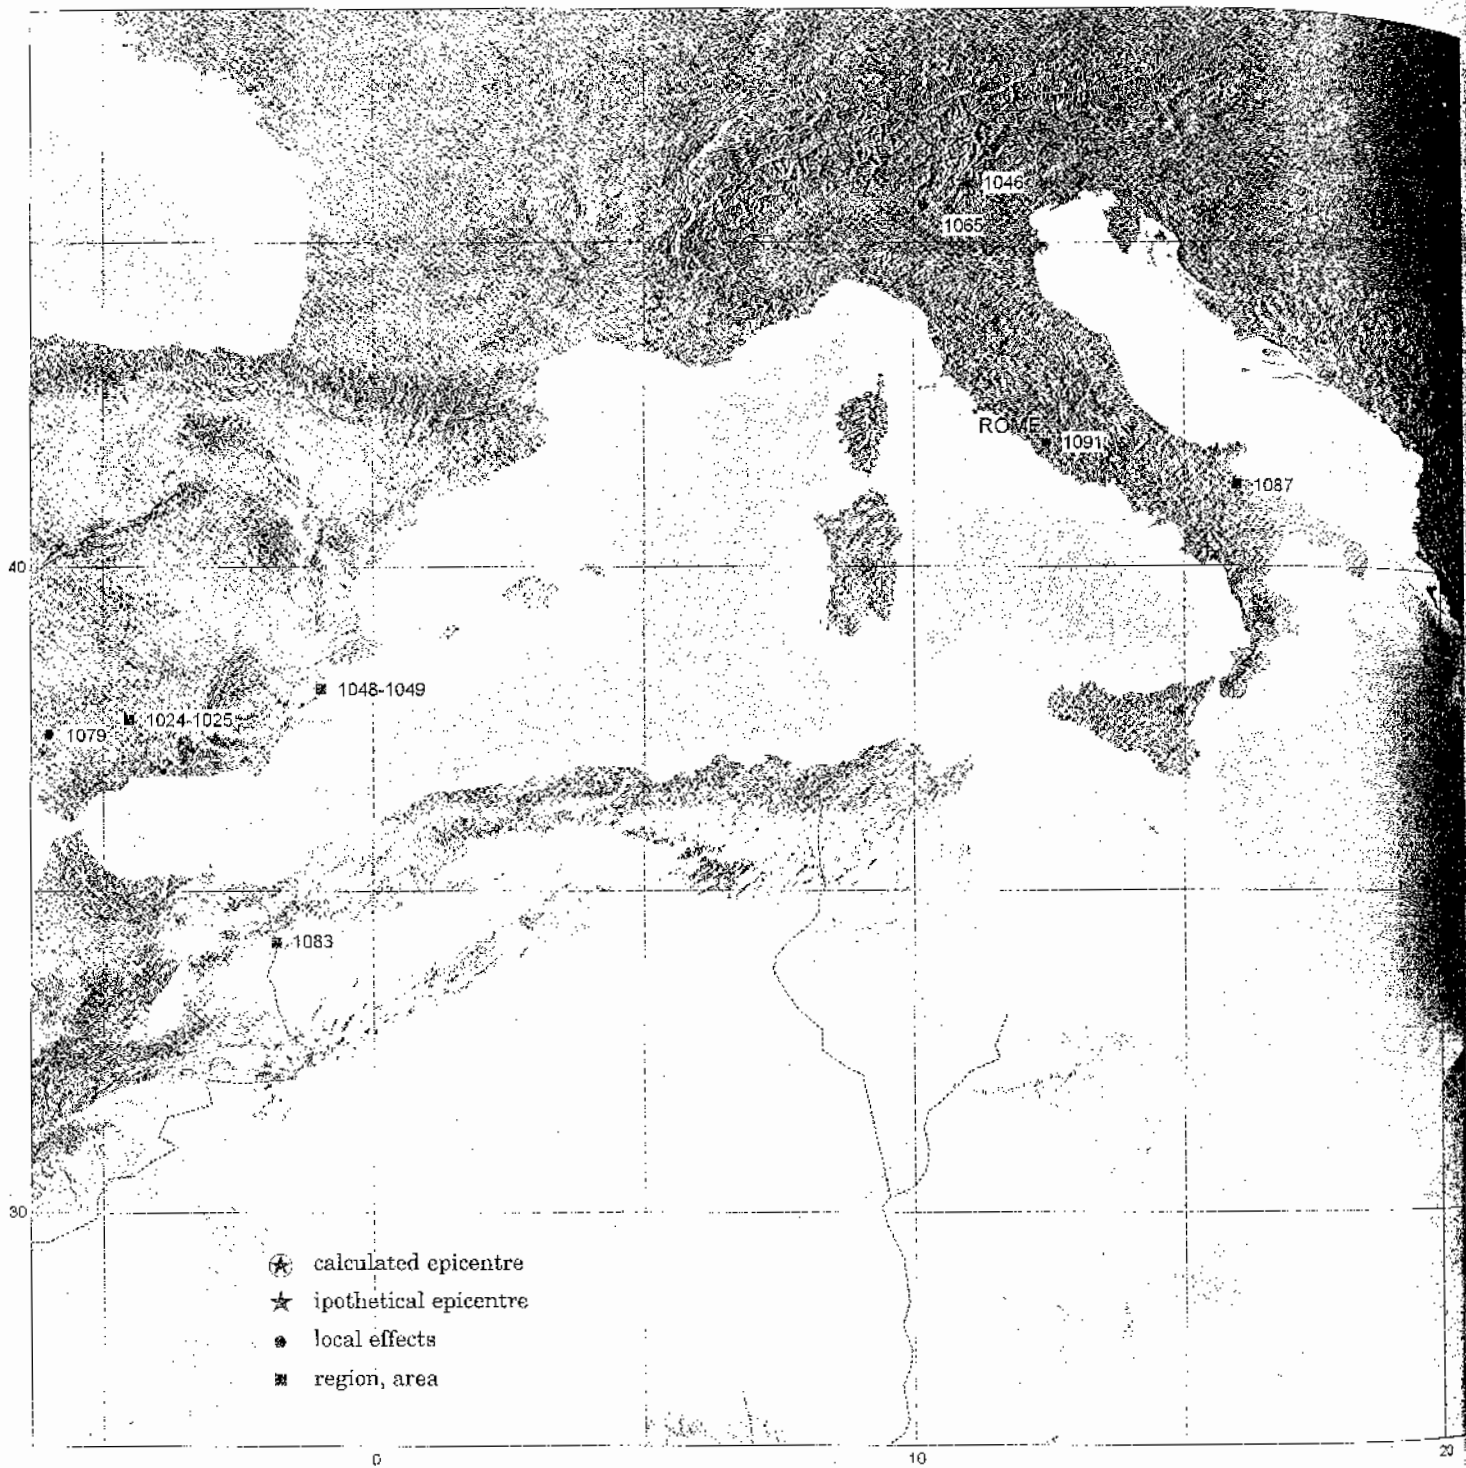 1046
1065
ROME
1091
1087
40
1048-1049
1024-1025
1079
1083
30
calculated epicentre
ipothetical epicentre
local effects
region, area
0
10
20